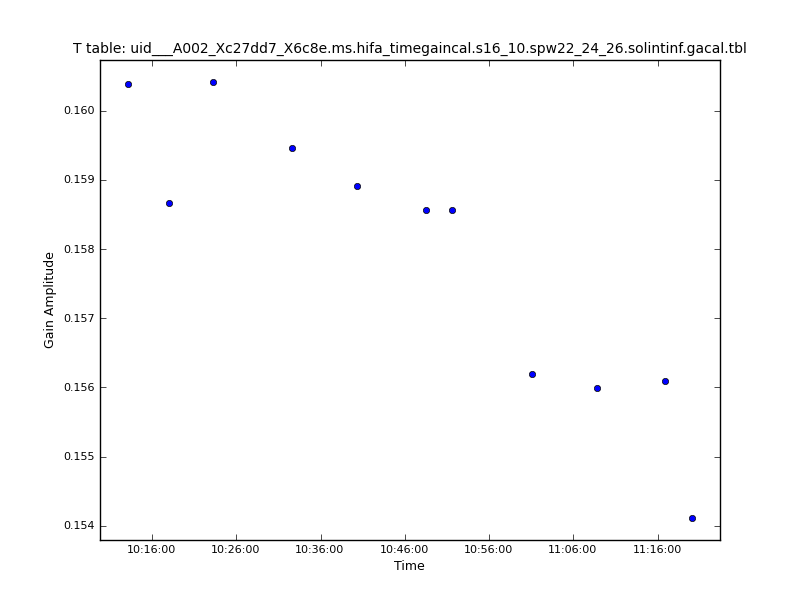 T table: uid___A002_Xc27dd7_X6c8e.ms.hifa_timegaincal.s16_10.spw22_24_26.solintinf.gacal.tbl
0.160
0.159
0.158
0.157
0.156
0.155
0.154
Gain Amplitude
10:16:00 10:26:00 10:36:00 10:46:00 10:56:00 11:06:00 11:16:00
Time